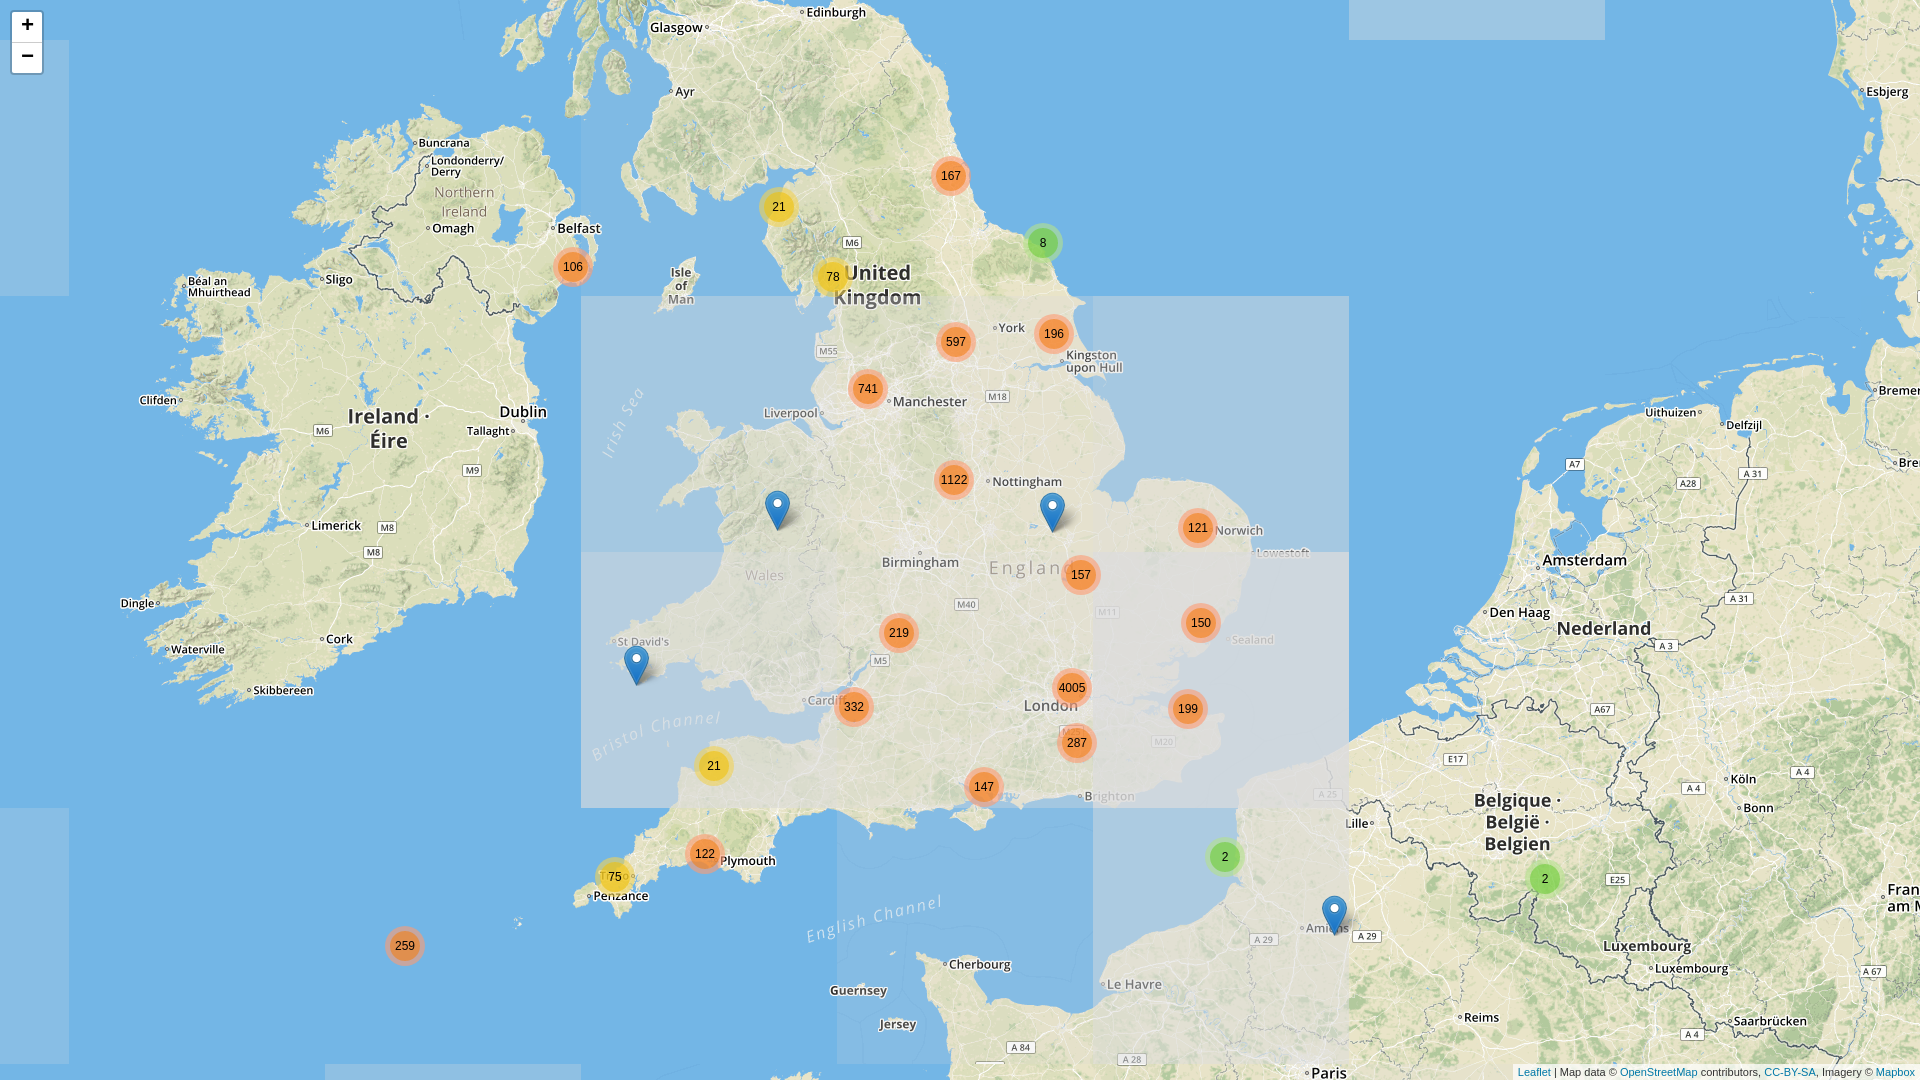 +
−
Edinburgh
Glasgow
Ayr
Esbjerg
Buncrana
Londonderry/
Derry
Northern
Ireland
Omagh
Belfast
167
21
8
106
M6
78
United
Kingdom
Isle
of
Man
Sligo
Béal an
Mhuirthead
York
196
597
M55
Kingston
upon Hull
741
Manchester
M18
Liverpool
Irish Sea
Clifden
Ireland ·
Éire
Dublin
Tallaght
M6
M9
Uithuizen
Delfzijl
Bremer
A7
A 31
A28
Bre
1122
Nottingham
121
Norwich
Lowestoft
Limerick
M8
M8
Birmingham
Wales
Englan
157
Amsterdam
Den Haag
Nederland
A 31
A 3
Dingle
Cork
Waterville
Skibbereen
M40
M11
219
150
Sealand
St David's
M5
4005
London
Cardiff
332
199
287
M20
Bristol Channel
21
147
Brighton
A67
E17
Köln
A 4
A 4
Bonn
Belgique ·
België ·
Belgien
A 25
Lille
122
Plymouth
75
Penzance
2
2
E25
Fran
am M
259
English Channel
Amiens
A 29
A 29
Luxembourg
Luxembourg
A 67
Cherbourg
Le Havre
Guernsey
Jersey
Reims
Saarbrücken
A 4
A 84
A 28
Paris
Leaflet | Map data © OpenStreetMap contributors, CC-BY-SA, Imagery © Mapbox